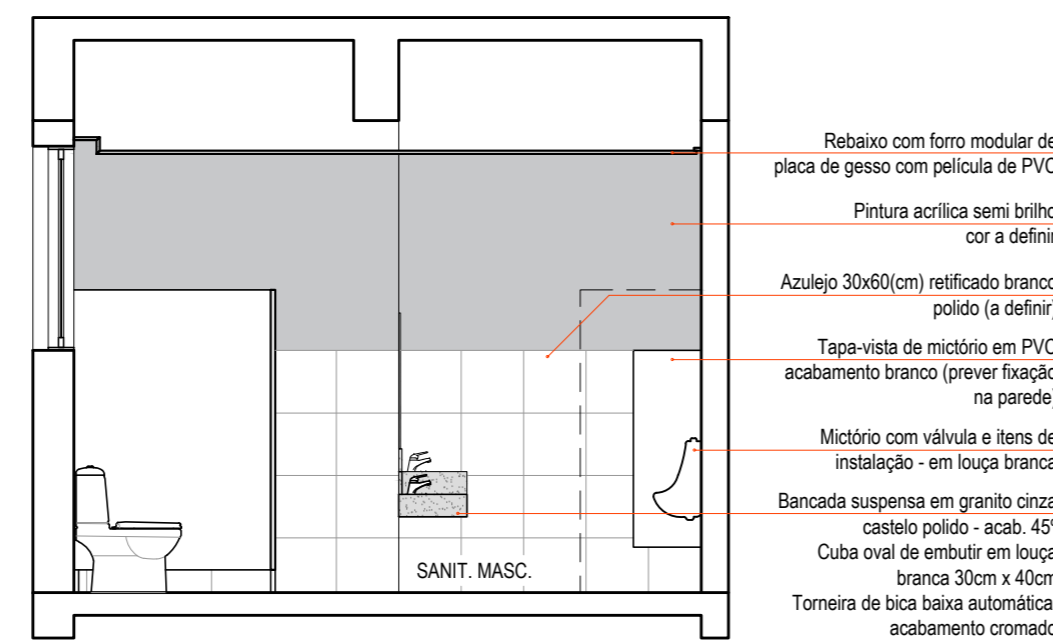 Rebaixo com forro modular de
placa de gesso com película de PVC
Pintura acrílica semi brilho
cor a definir
Azulejo 30x60(cm) retificado branco
polido (a definir)
Tapa-vista de mictório em PVC
acabamento branco (prever fixação
na parede)
Mictório com válvula e itens de
instalação - em louça branca
Bancada suspensa em granito cinza
castelo polido - acab. 45º
Cuba oval de embutir em louça
branca 30cm x 40cm
Torneira de bica baixa automática,
acabamento cromado
SANIT. MASC.